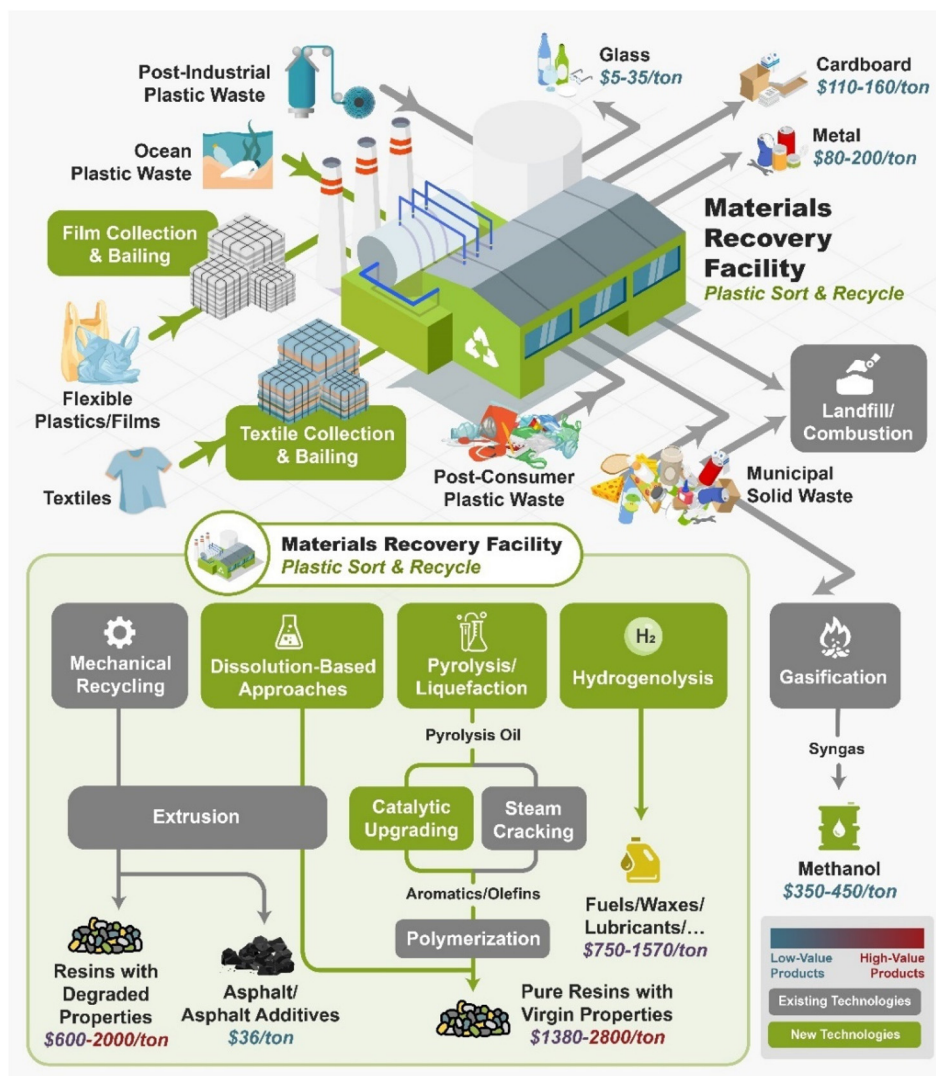 Post-Industrial
Plastic Waste
Glass
$5-35/ton
Cardboard
$110-160/ton
Ocean
Plastic Waste
Metal
$80-200/ton
Film Collection
& Bailing
Materials
Recovery
Facility
Plastic Sort & Recycle
Flexible
Plastics/Films
Textile Collection
& Bailing
Landfill/
Combustion
Textiles
Post-Consumer
Plastic Waste
Municipal
Solid Waste
Materials Recovery Facility
Plastic Sort & Recycle
Mechanical
Recycling
Dissolution-Based
Approaches
Pyrolysis/
Liquefaction
H₂
Hydrogenolysis
Gasification
Pyrolysis Oil
Syngas
Extrusion
Catalytic
Upgrading
Steam
Cracking
Methanol
$350-450/ton
Aromatics/Olefins
Polymerization
Fuels/Waxes/
Lubricants/...
$750-1570/ton
Resins with
Degraded
Properties
$600-2000/ton
Asphalt/
Asphalt Additives
$36/ton
Pure Resins with
Virgin Properties
$1380-2800/ton
Low-Value
Products
High-Value
Products
Existing Technologies
New Technologies